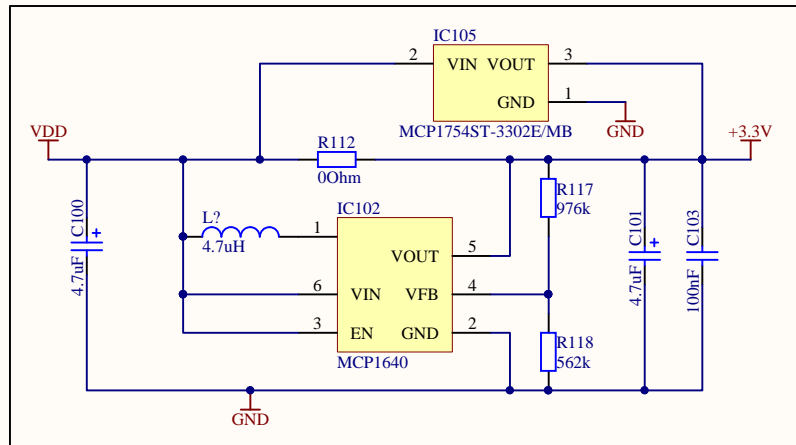 IC105
2
VIN
VOUT
3
GND
1
MCP1754ST-3302E/MB
GND
VDD
R112
0Ohm
+3.3V
C100
4.7uF
L?
4.7uH
IC102
1
VOUT
5
6
VIN
VFB
4
3
EN
GND
2
MCP1640
R117
976k
R118
562k
C101
4.7uF
C103
100nF
GND